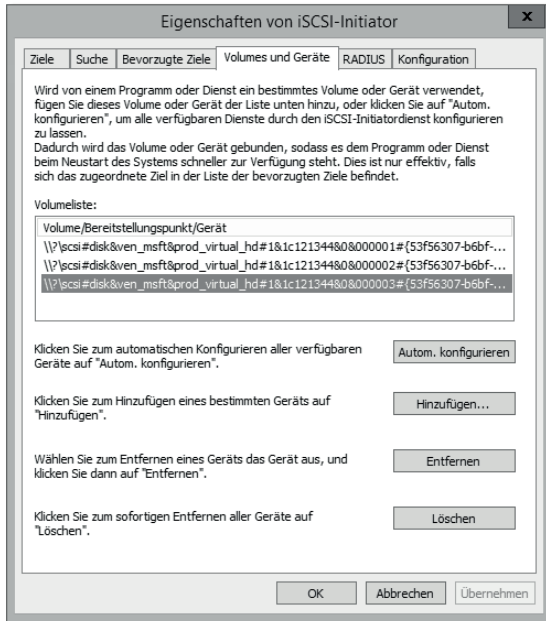 Eigenschaften von iSCSI-Initiator
x
Ziele Suche Bevorzugte Ziele Volumes und Geräte RADIUS Konfiguration
Wird von einem Programm oder Dienst ein bestimmtes Volume oder Gerät verwendet,
fügen Sie dieses Volume oder Gerät der Liste unten hinzu, oder klicken Sie auf "Autom.
konfigurieren", um alle verfügbaren Dienste durch den iSCSI-Initiatordienst konfigurieren
zu lassen.
Dadurch wird das Volume oder Gerät gebunden, sodass es dem Programm oder Dienst
beim Neustart des Systems schneller zur Verfügung steht. Dies ist nur effektiv, falls
sich das zugeordnete Ziel in der Liste der bevorzugten Ziele befindet.
Volumeliste:
Volume/Bereitstellungspunkt/Gerät
\\?\scsi#disk&ven_msft&prod_virtual_hd#1&1c121344&0&000001#{53f56307-b6bf-...
\\?\scsi#disk&ven_msft&prod_virtual_hd#1&1c121344&0&000002#{53f56307-b6bf-...
\\?\scsi#disk&ven_msft&prod_virtual_hd#1&1c121344&0&000003#{53f56307-b6bf-...
Klicken Sie zum automatischen Konfigurieren aller verfügbaren
Geräte auf "Autom. konfigurieren".
Autom. konfigurieren
Klicken Sie zum Hinzufügen eines bestimmten Geräts auf
"Hinzufügen".
Hinzufügen...
Wählen Sie zum Entfernen eines Geräts das Gerät aus, und
klicken Sie dann auf "Entfernen".
Entfernen
Klicken Sie zum sofortigen Entfernen aller Geräte auf
"Löschen".
Löschen
OK Abbrechen Übernehmen